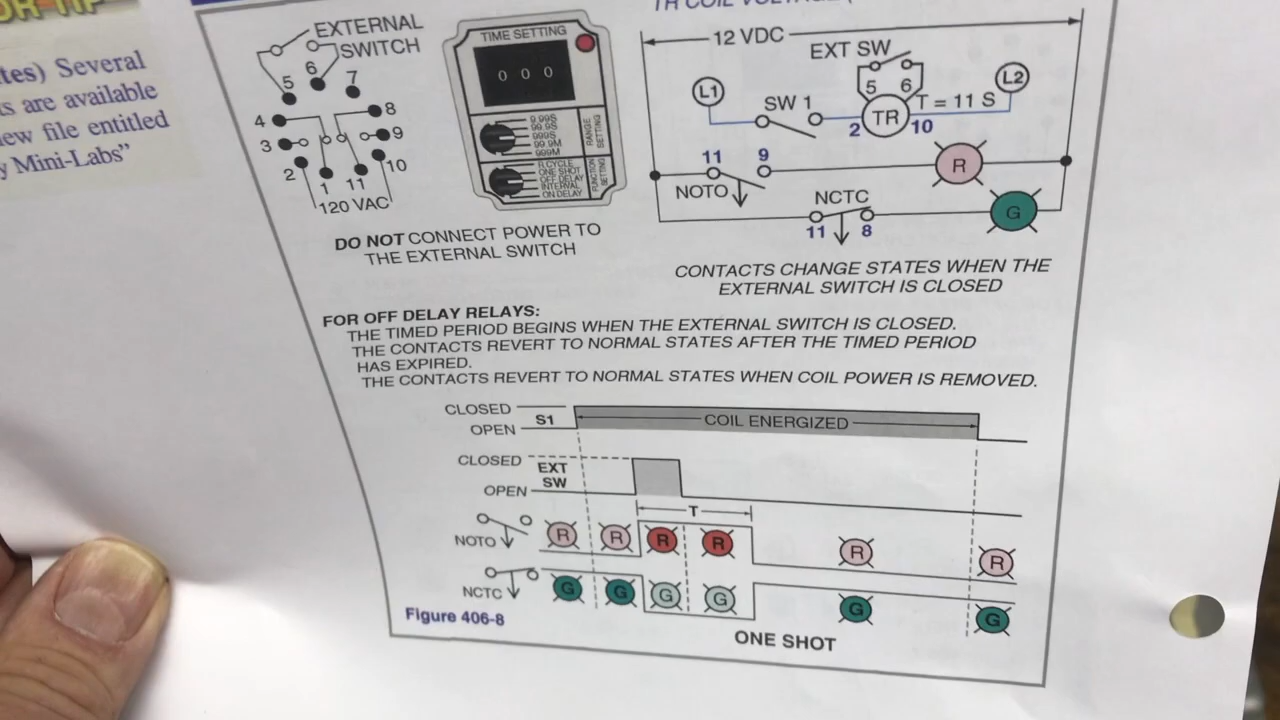 OR TIP
tes) Several
ts are available
ew file entitled
y Mini-Labs”
EXTERNAL
SWITCH
5 6 7
4 8
3 9
2 10
1 11
120 VAC
TIME SETTING
0 0 0
9.99S
99.9S
999S
99.9M
999M
RANGE
SETTING
R.CYCLE
ONE SHOT
OFF DELAY
INTERVAL
ON DELAY
FUNCTION
SETTING
DO NOT CONNECT POWER TO
THE EXTERNAL SWITCH
TR COIL VOLTAGE (
12 VDC
EXT SW
5 6
L1 L2
SW 1
TR
T = 11 S
2 10
11 9
R
NOTO
NCTC
G
11 8
CONTACTS CHANGE STATES WHEN THE
EXTERNAL SWITCH IS CLOSED
FOR OFF DELAY RELAYS:
THE TIMED PERIOD BEGINS WHEN THE EXTERNAL SWITCH IS CLOSED.
THE CONTACTS REVERT TO NORMAL STATES AFTER THE TIMED PERIOD
HAS EXPIRED.
THE CONTACTS REVERT TO NORMAL STATES WHEN COIL POWER IS REMOVED.
CLOSED
S1
OPEN
COIL ENERGIZED
CLOSED
EXT
SW
OPEN
T
NOTO R R R R R R
NCTC G G G G G G
Figure 406-8
ONE SHOT